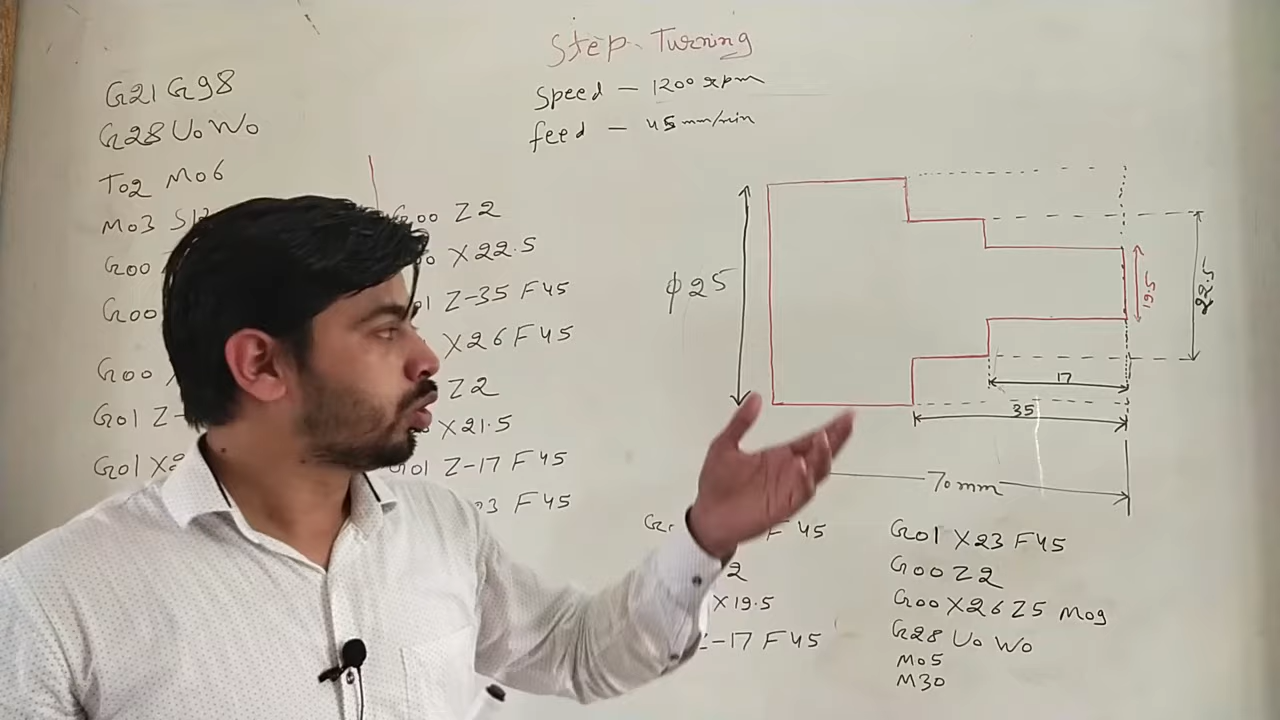 Step Turning
Speed – 1200 rpm
feed – 45 mm/min
G21 G98
G28 U0 W0
T02 M06
M03
G00
G00
G00
G01
G01
G00 Z2
X22.5
Z-35 F45
X26 F45
Z2
X21.5
G01 Z-17 F45
F45
ϕ25
19.5
22.5
17
35
70mm
F45
2
X19.5
Z-17 F45
G01 X23 F45
G00 Z2
G00 X26 Z5 M09
G28 U0 W0
M05
M30